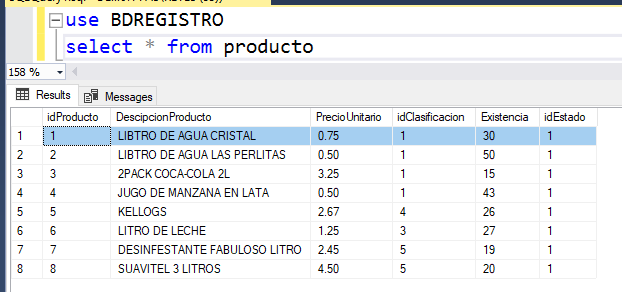 use BDREGISTRO
select * from producto
158 %
Results Messages
idProducto DescipcionProducto PrecioUnitario idClasificacion Existencia idEstado
1 1 LIBTRO DE AGUA CRISTAL 0.75 1 30 1
2 2 LIBTRO DE AGUA LAS PERLITAS 0.50 1 50 1
3 3 2PACK COCA-COLA 2L 3.25 1 15 1
4 4 JUGO DE MANZANA EN LATA 0.50 1 43 1
5 5 KELLOGS 2.67 4 26 1
6 6 LITRO DE LECHE 1.25 3 27 1
7 7 DESINFESTANTE FABULOSO LITRO 2.45 5 19 1
8 8 SUAVITEL 3 LITROS 4.50 5 20 1